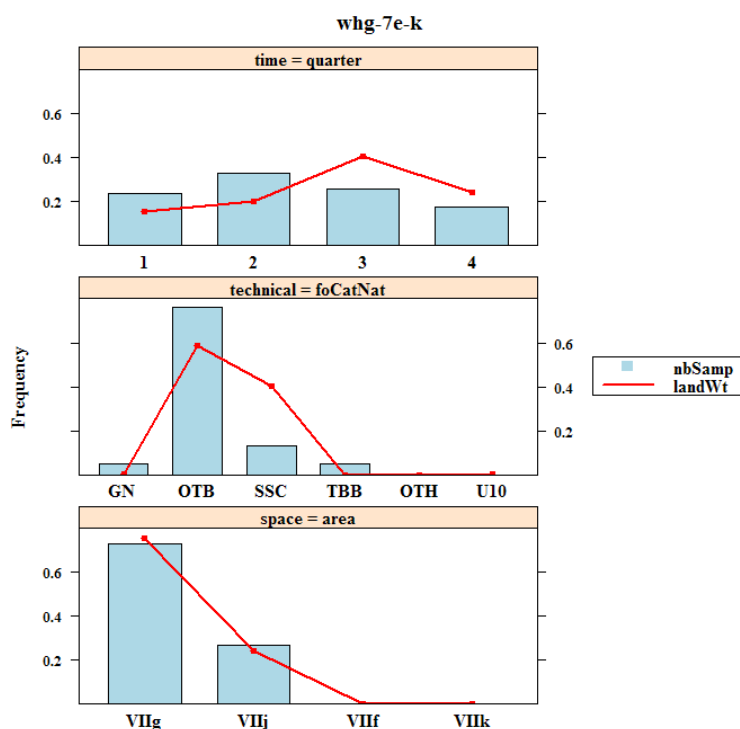 whg-7e-k
time = quarter
0.6
0.4
0.2
1 2 3 4
technical = foCatNat
0.6
0.4
0.2
GN OTB SSC TBB OTH U10
space = area
0.6
0.4
0.2
VIIg VIIj VIIf VIIk
Frequency
nbSamp
landWt